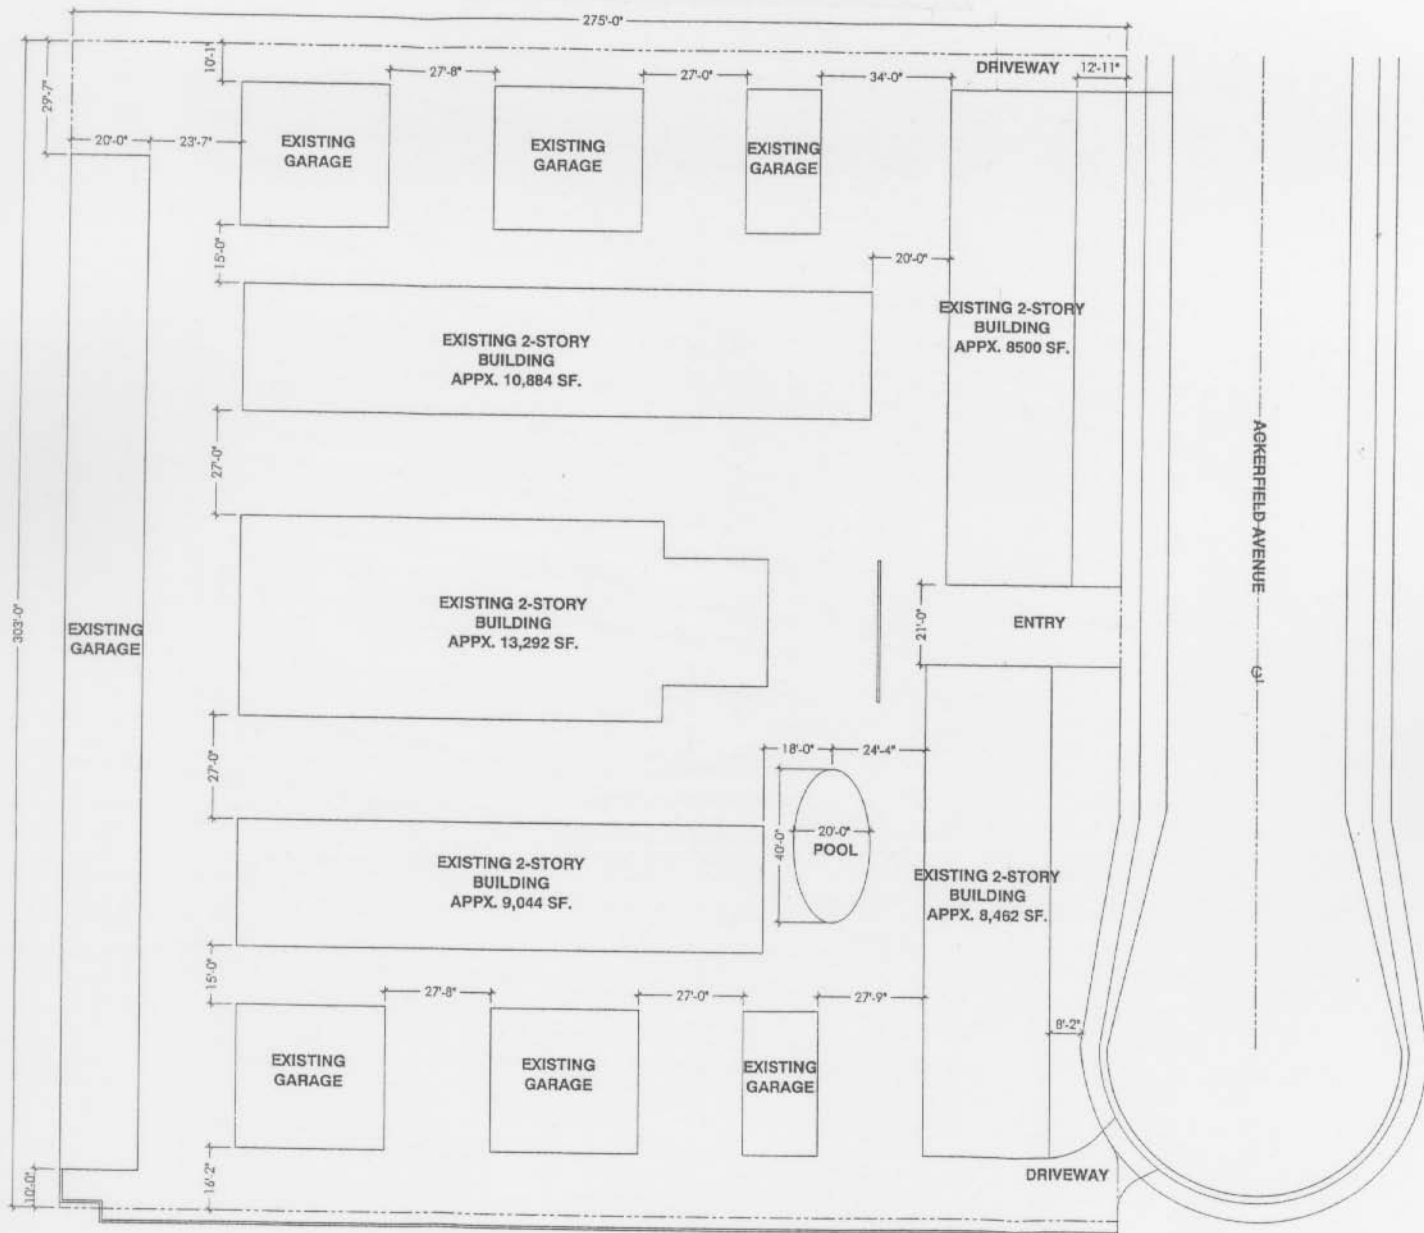 275'-0"
10'-1"
27'-8"
27'-0"
34'-0"
DRIVEWAY
12'-11"
29'-7"
20'-0"
23'-7"
EXISTING
GARAGE
EXISTING
GARAGE
EXISTING
GARAGE
15'-0"
20'-0"
EXISTING 2-STORY
BUILDING
APPX. 8500 SF.
EXISTING 2-STORY
BUILDING
APPX. 10,884 SF.
27'-0"
ACKERFIELD AVENUE
303'-0"
EXISTING
GARAGE
EXISTING 2-STORY
BUILDING
APPX. 13,292 SF.
21'-0"
ENTRY
27'-0"
18'-0"
24'-4"
40'-0"
20'-0"
POOL
EXISTING 2-STORY
BUILDING
APPX. 9,044 SF.
EXISTING 2-STORY
BUILDING
APPX. 8,462 SF.
15'-0"
27'-8"
27'-0"
27'-9"
8'-2"
EXISTING
GARAGE
EXISTING
GARAGE
EXISTING
GARAGE
10'-0"
16'-2"
DRIVEWAY